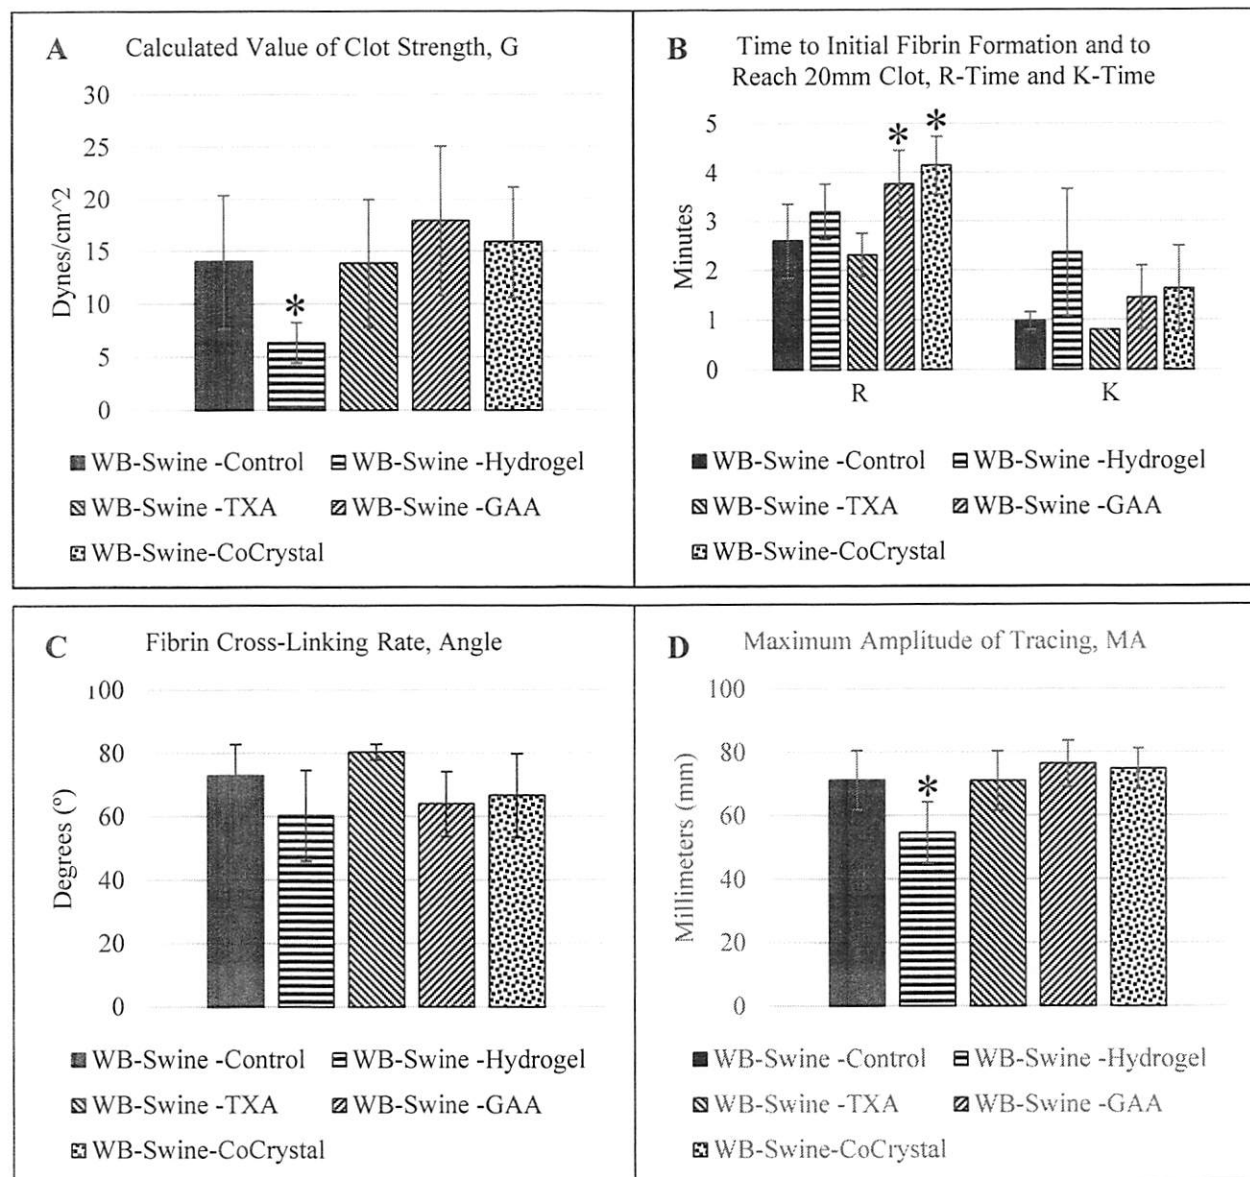 A
Calculated Value of Clot Strength, G
Dynes/cm^2
30
25
20
15
10
5
0
*
WB-Swine -Control
WB-Swine -Hydrogel
WB-Swine -TXA
WB-Swine -GAA
WB-Swine-CoCrystal
B
Time to Initial Fibrin Formation and to
Reach 20mm Clot, R-Time and K-Time
Minutes
5
4
3
2
1
0
*
*
R
K
WB-Swine -Control
WB-Swine -Hydrogel
WB-Swine -TXA
WB-Swine -GAA
WB-Swine-CoCrystal
C
Fibrin Cross-Linking Rate, Angle
Degrees (º)
100
80
60
40
20
0
WB-Swine -Control
WB-Swine -Hydrogel
WB-Swine -TXA
WB-Swine -GAA
WB-Swine-CoCrystal
D
Maximum Amplitude of Tracing, MA
Millimeters (mm)
100
80
60
40
20
0
*
WB-Swine -Control
WB-Swine -Hydrogel
WB-Swine -TXA
WB-Swine -GAA
WB-Swine-CoCrystal